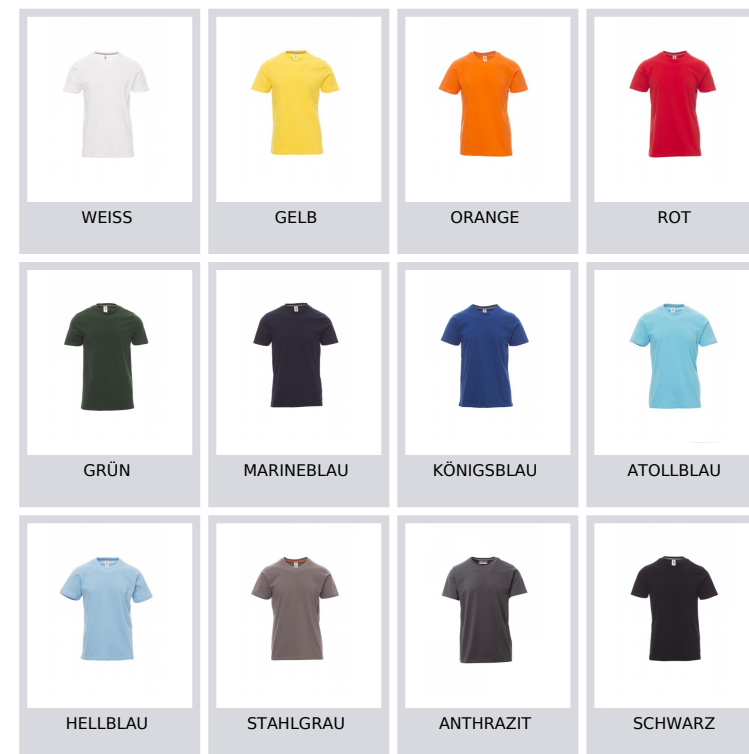 WEISS
GELB
ORANGE
ROT
GRÜN
MARINEBLAU
KÖNIGSBLAU
ATOLLBLAU
HELLBLAU
STAHLGRAU
ANTHRAZIT
SCHWARZ